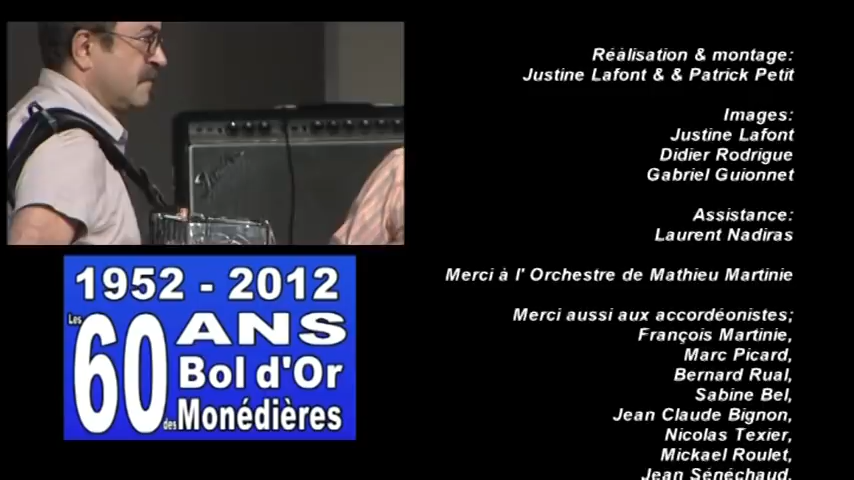 Fender
1952 - 2012
Les
60 ANS
Bol d'Or
des Monédières
Réalisation & montage:
Justine Lafont & & Patrick Petit
Images:
Justine Lafont
Didier Rodrigue
Gabriel Guionnet
Assistance:
Laurent Nadiras
Merci à l' Orchestre de Mathieu Martinie
Merci aussi aux accordéonistes;
François Martinie,
Marc Picard,
Bernard Rual,
Sabine Bel,
Jean Claude Bignon,
Nicolas Texier,
Mickael Roulet,
Jean Sénéchaud,